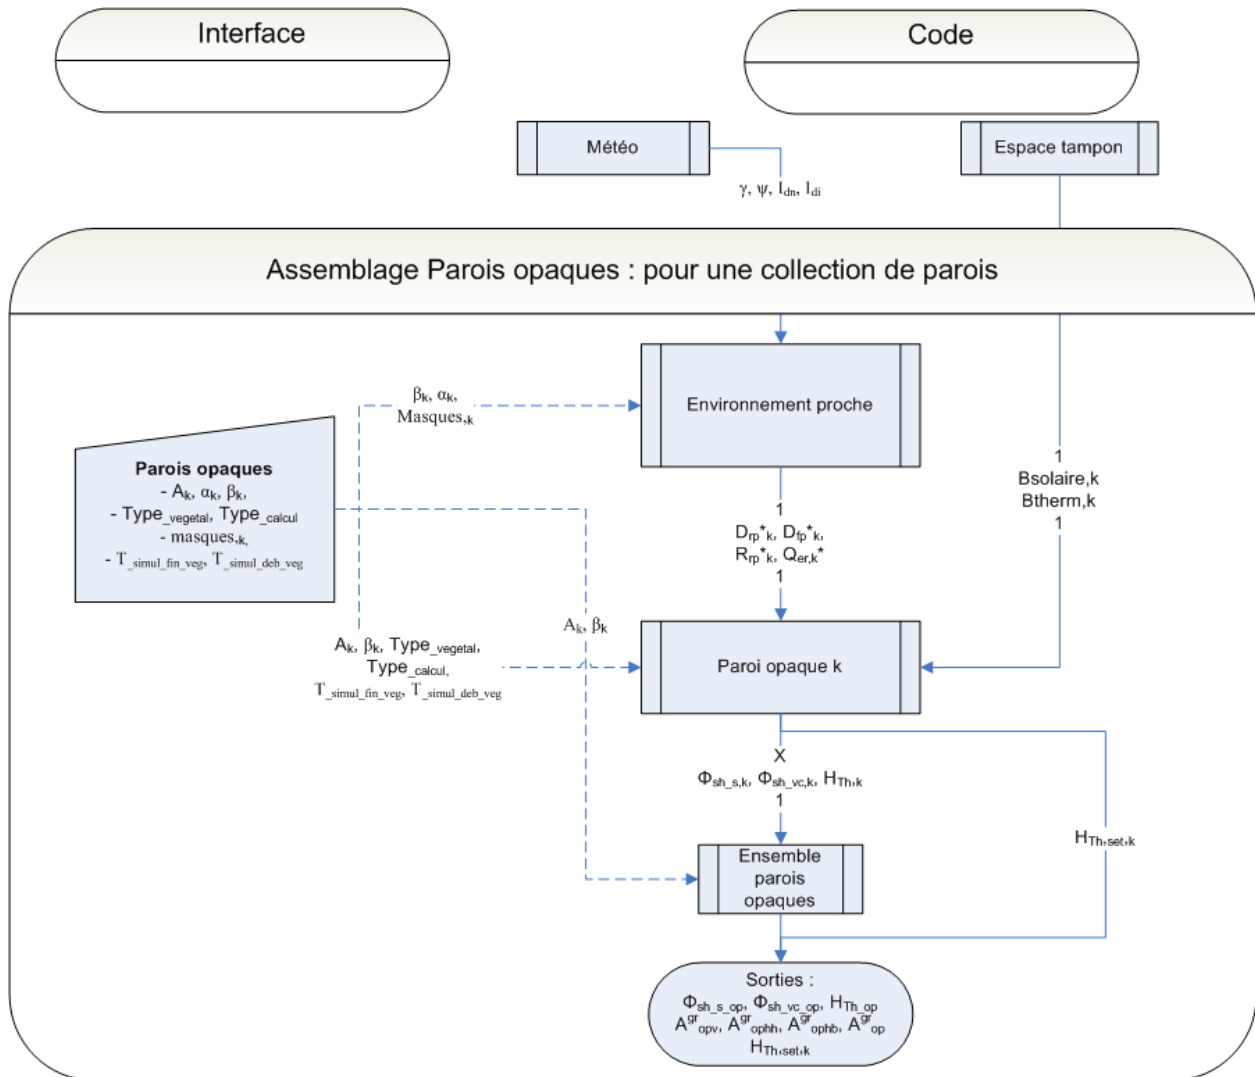 Interface
Code
Météo
Espace tampon
γ, ψ, I_dn, I_di
Assemblage Parois opaques : pour une collection de parois
β_k, α_k,
Masques,_k
Environnement proche
Parois opaques
- A_k, α_k, β_k,
- Type_vegetal, Type_calcul
- masques,_k,
- T_simul_fin_veg, T_simul_deb_veg
1
Bsolaire,k
Btherm,k
1
1
D_rp*_k, D_fp*_k,
R_rp*_k, Q_er,k*
1
A_k, β_k
A_k, β_k, Type_vegetal,
Type_calcul,
T_simul_fin_veg, T_simul_deb_veg
Paroi opaque k
X
Φ_sh_s,k, Φ_sh_vc,k, H_Th,k
1
H_Th,set,k
Ensemble
parois
opaques
Sorties :
Φ_sh_s_op, Φ_sh_vc_op, H_Th_op
A^gr_opv, A^gr_ophh, A^gr_ophb, A^gr_op
H_Th,set,k